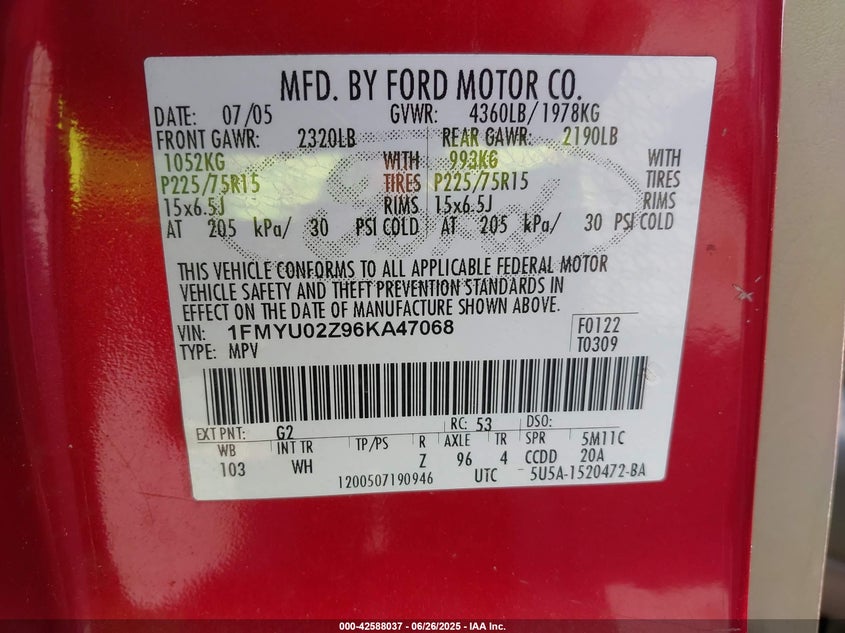 MFD. BY FORD MOTOR CO.
DATE: 07/05 GVWR: 4360LB/1978KG
FRONT GAWR: 2320LB REAR GAWR: 2190LB
1052KG WITH 993KG WITH
P225/75R15 TIRES P225/75R15 TIRES
15x6.5J RIMS 15x6.5J RIMS
AT 205 kPa/ 30 PSI COLD AT 205 kPa/ 30 PSI COLD
THIS VEHICLE CONFORMS TO ALL APPLICABLE FEDERAL MOTOR
VEHICLE SAFETY AND THEFT PREVENTION STANDARDS IN
EFFECT ON THE DATE OF MANUFACTURE SHOWN ABOVE.
VIN: 1FMYU02Z96KA47068 F0122
TYPE: MPV T0309
EXT PNT: G2 RC: 53 DSO:
WB INT TR TP/PS R AXLE TR SPR 5M11C
103 WH Z 96 4 CCDD 20A
1200507190946 UTC 5U5A-1520472-BA
000-42588037 - 06/26/2025 - IAA Inc.